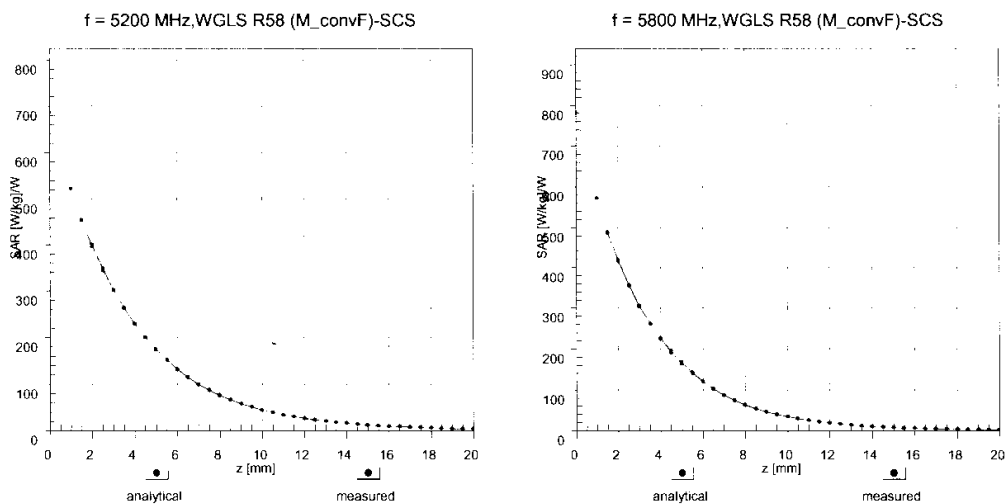 f = 5200 MHz,WGLS R58 (M_convF)-SCS
800
700
600
500
400
300
200
100
0
SAR [W/kg]/W
0 2 4 6 8 10 12 14 16 18 20
z [mm]
analytical measured
f = 5800 MHz,WGLS R58 (M_convF)-SCS
900
800
700
600
500
400
300
200
100
0
SAR [W/kg]/W
0 2 4 6 8 10 12 14 16 18 20
z [mm]
analytical measured